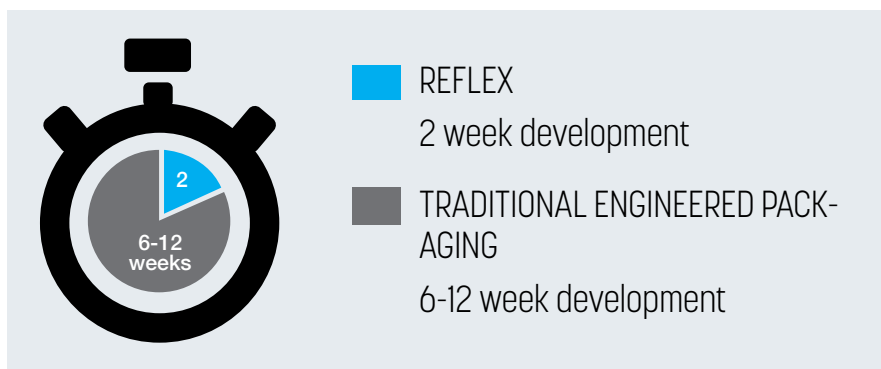 2
6-12
weeks
REFLEX
2 week development
TRADITIONAL ENGINEERED PACK-
AGING
6-12 week development